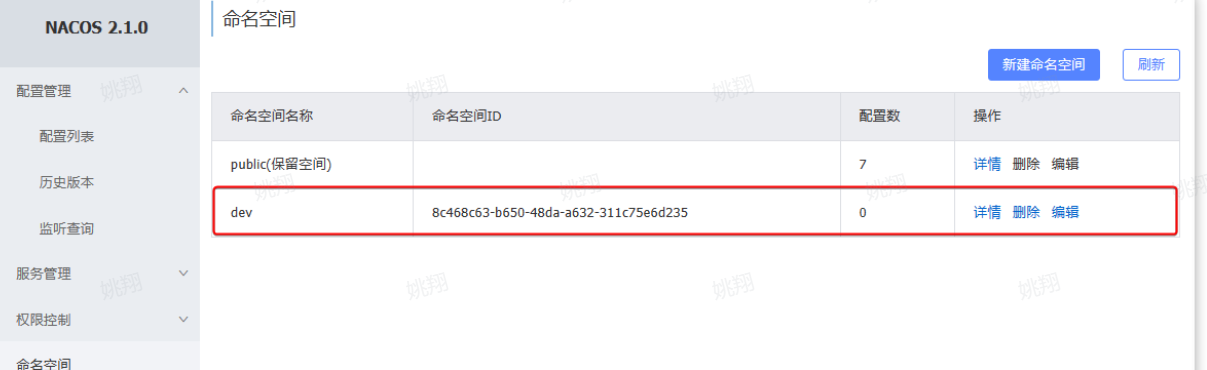 NACOS 2.1.0
配置管理
配置列表
历史版本
监听查询
服务管理
权限控制
命名空间
命名空间
新建命名空间 刷新
命名空间名称 命名空间ID 配置数 操作
public(保留空间) 7 详情 删除 编辑
dev 8c468c63-b650-48da-a632-311c75e6d235 0 详情 删除 编辑
姚翔
姚翔
姚翔
姚翔
姚翔
姚翔
姚翔
姚翔
姚翔
姚翔
姚翔
姚翔